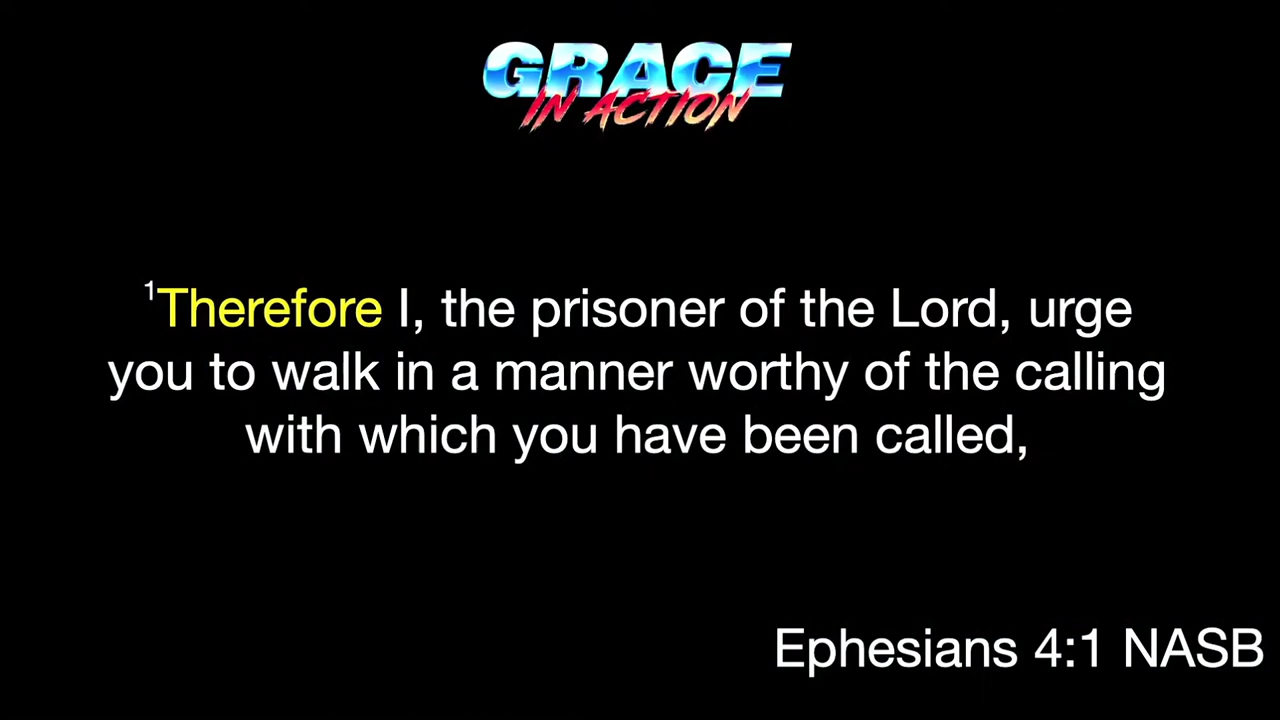 GRACE
IN ACTION
¹Therefore I, the prisoner of the Lord, urge
you to walk in a manner worthy of the calling
with which you have been called,
Ephesians 4:1 NASB